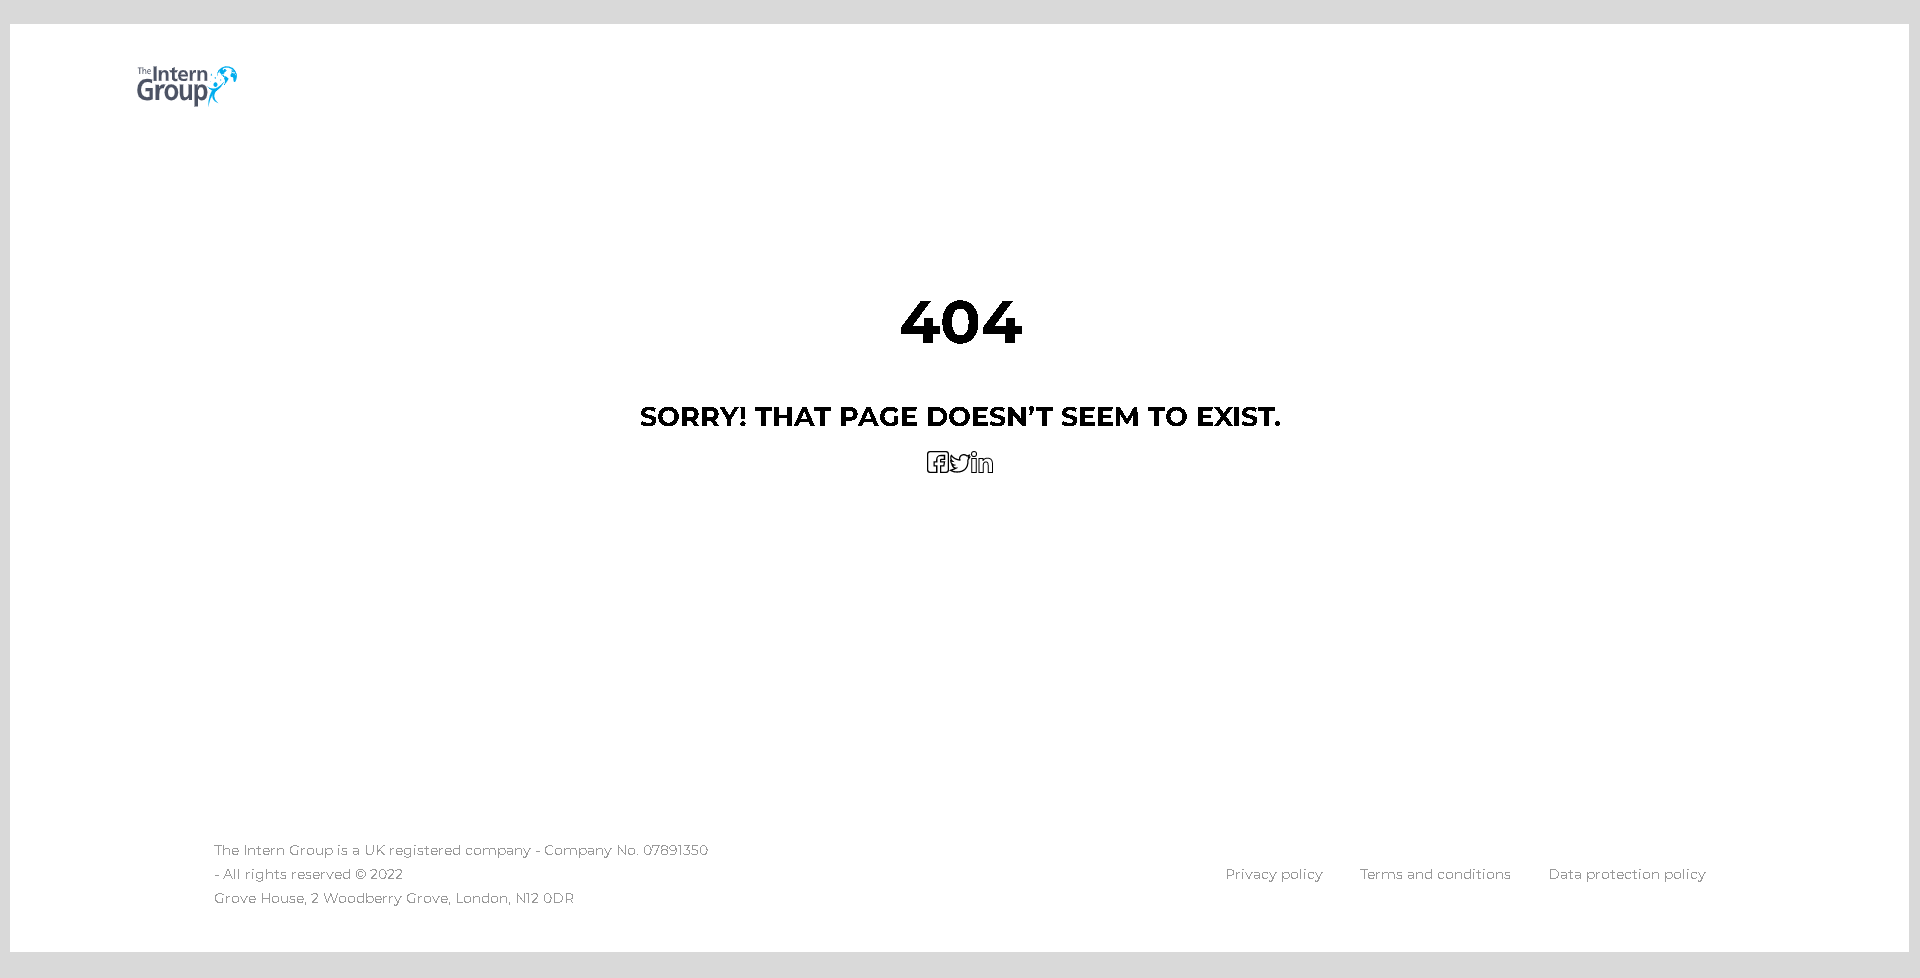 The Intern
Group
404
SORRY! THAT PAGE DOESN’T SEEM TO EXIST.
The Intern Group is a UK registered company - Company No. 07891350
- All rights reserved © 2022
Grove House, 2 Woodberry Grove, London, N12 0DR
Privacy policy Terms and conditions Data protection policy